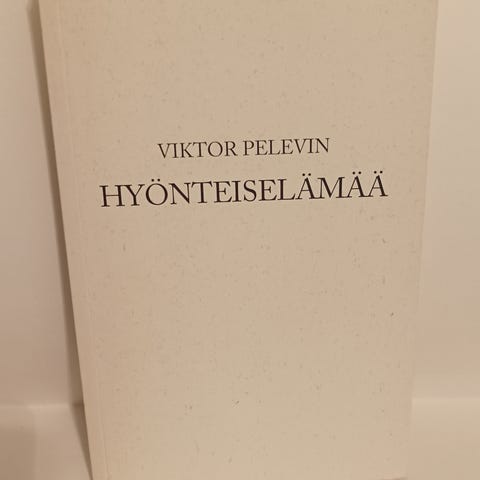 VIKTOR PELEVIN
HYÖNTEISELÄMÄÄ